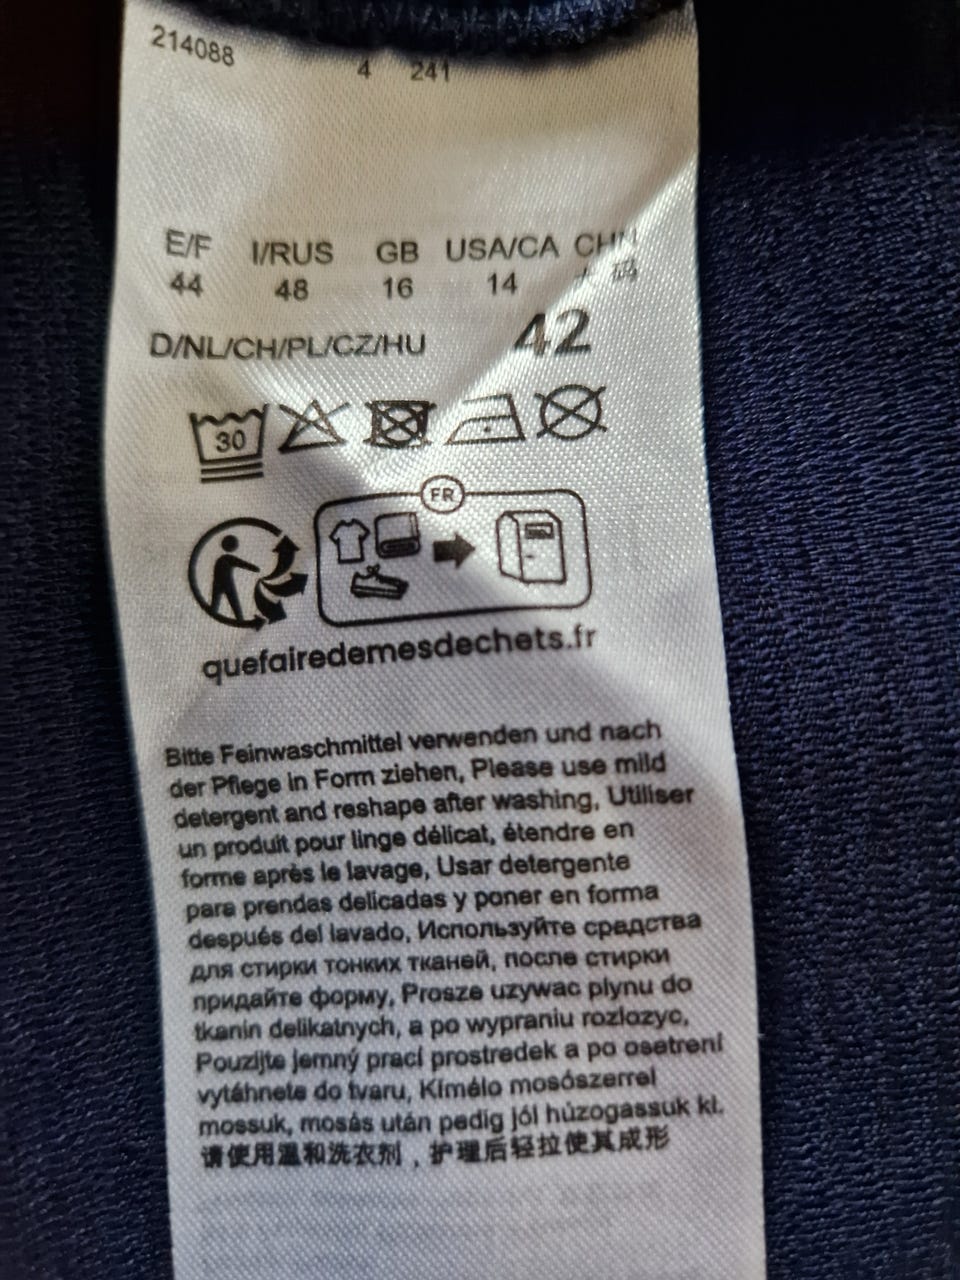 214088
4 241
E/F I/RUS GB USA/CA CHN
44 48 16 14 码
D/NL/CH/PL/CZ/HU 42
30
FR
quefairedemesdechets.fr
Bitte Feinwaschmittel verwenden und nach
der Pflege in Form ziehen, Please use mild
detergent and reshape after washing, Utiliser
un produit pour linge délicat, étendre en
forme après le lavage, Usar detergente
para prendas delicadas y poner en forma
después del lavado, Используйте средства
для стирки тонких тканей, после стирки
придайте форму, Prosze uzywac plynu do
tkanin delikatnych, a po wypraniu rozlozyc,
Pouzijte jemný prací prostredek a po osetrení
vytáhnete do tvaru, Kímélo mosószerrel
mossuk, mosás után pedig jól húzogassuk ki.
请使用温和洗衣剂，护理后轻拉使其成形